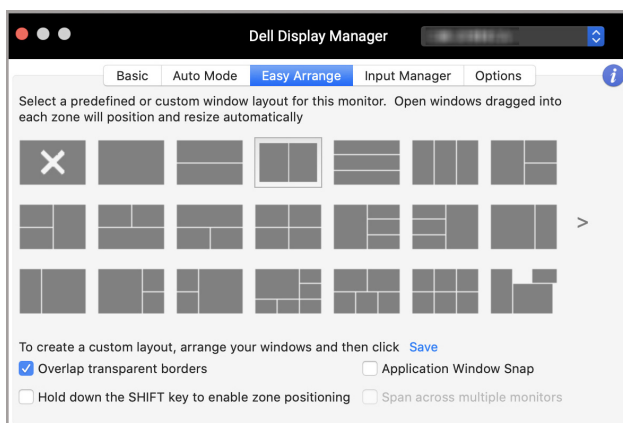 Dell Display Manager
Basic Auto Mode Easy Arrange Input Manager Options
Select a predefined or custom window layout for this monitor. Open windows dragged into
each zone will position and resize automatically
>
To create a custom layout, arrange your windows and then click Save
Overlap transparent borders Application Window Snap
Hold down the SHIFT key to enable zone positioning Span across multiple monitors